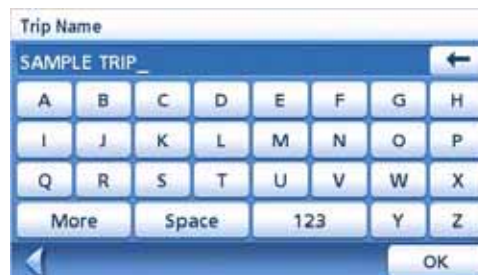 Trip Name
SAMPLE TRIP_
A B C D E F G H
I J K L M N O P
Q R S T U V W X
More Space 123 Y Z
OK